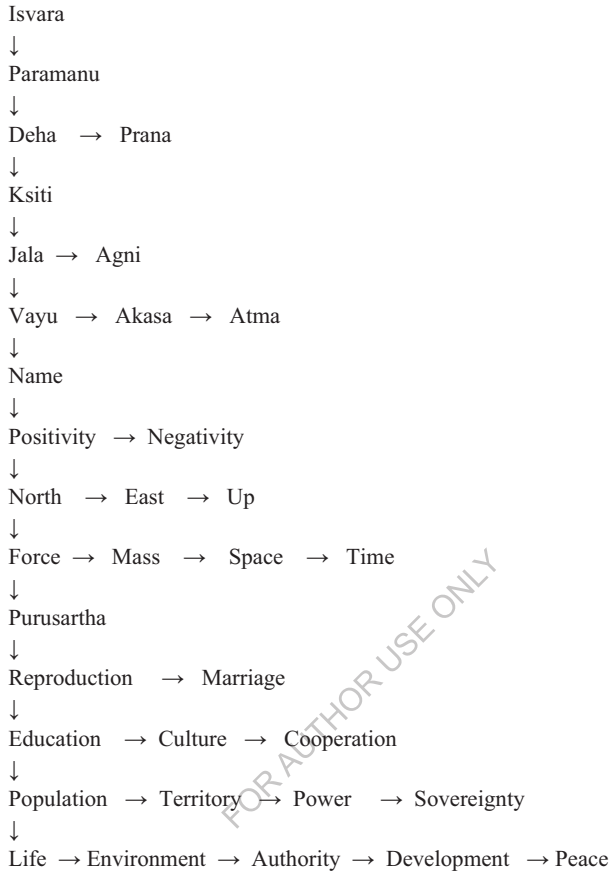 Isvara
↓
Paramanu
↓
Deha → Prana
↓
Ksiti
↓
Jala → Agni
↓
Vayu → Akasa → Atma
↓
Name
↓
Positivity → Negativity
↓
North → East → Up
↓
Force → Mass → Space → Time
↓
Purusartha
↓
Reproduction → Marriage
↓
Education → Culture → Cooperation
↓
Population → Territory → Power → Sovereignty
↓
Life → Environment → Authority → Development → Peace
FOR AUTHOR USE ONLY